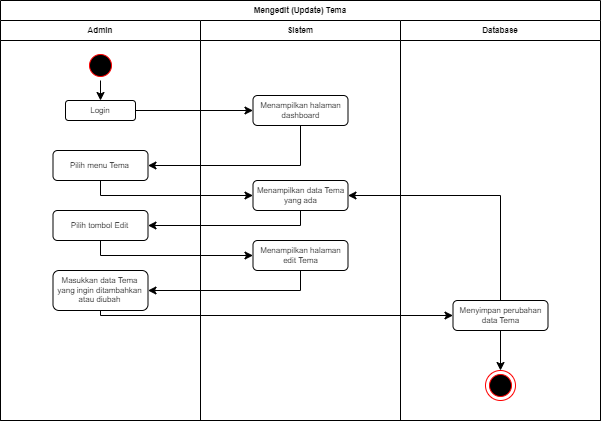 Mengedit (Update) Tema
Admin
Sistem
Database
Login
Menampilkan halaman
dashboard
Pilih menu Tema
Menampilkan data Tema
yang ada
Pilih tombol Edit
Menampilkan halaman
edit Tema
Masukkan data Tema
yang ingin ditambahkan
atau diubah
Menyimpan perubahan
data Tema